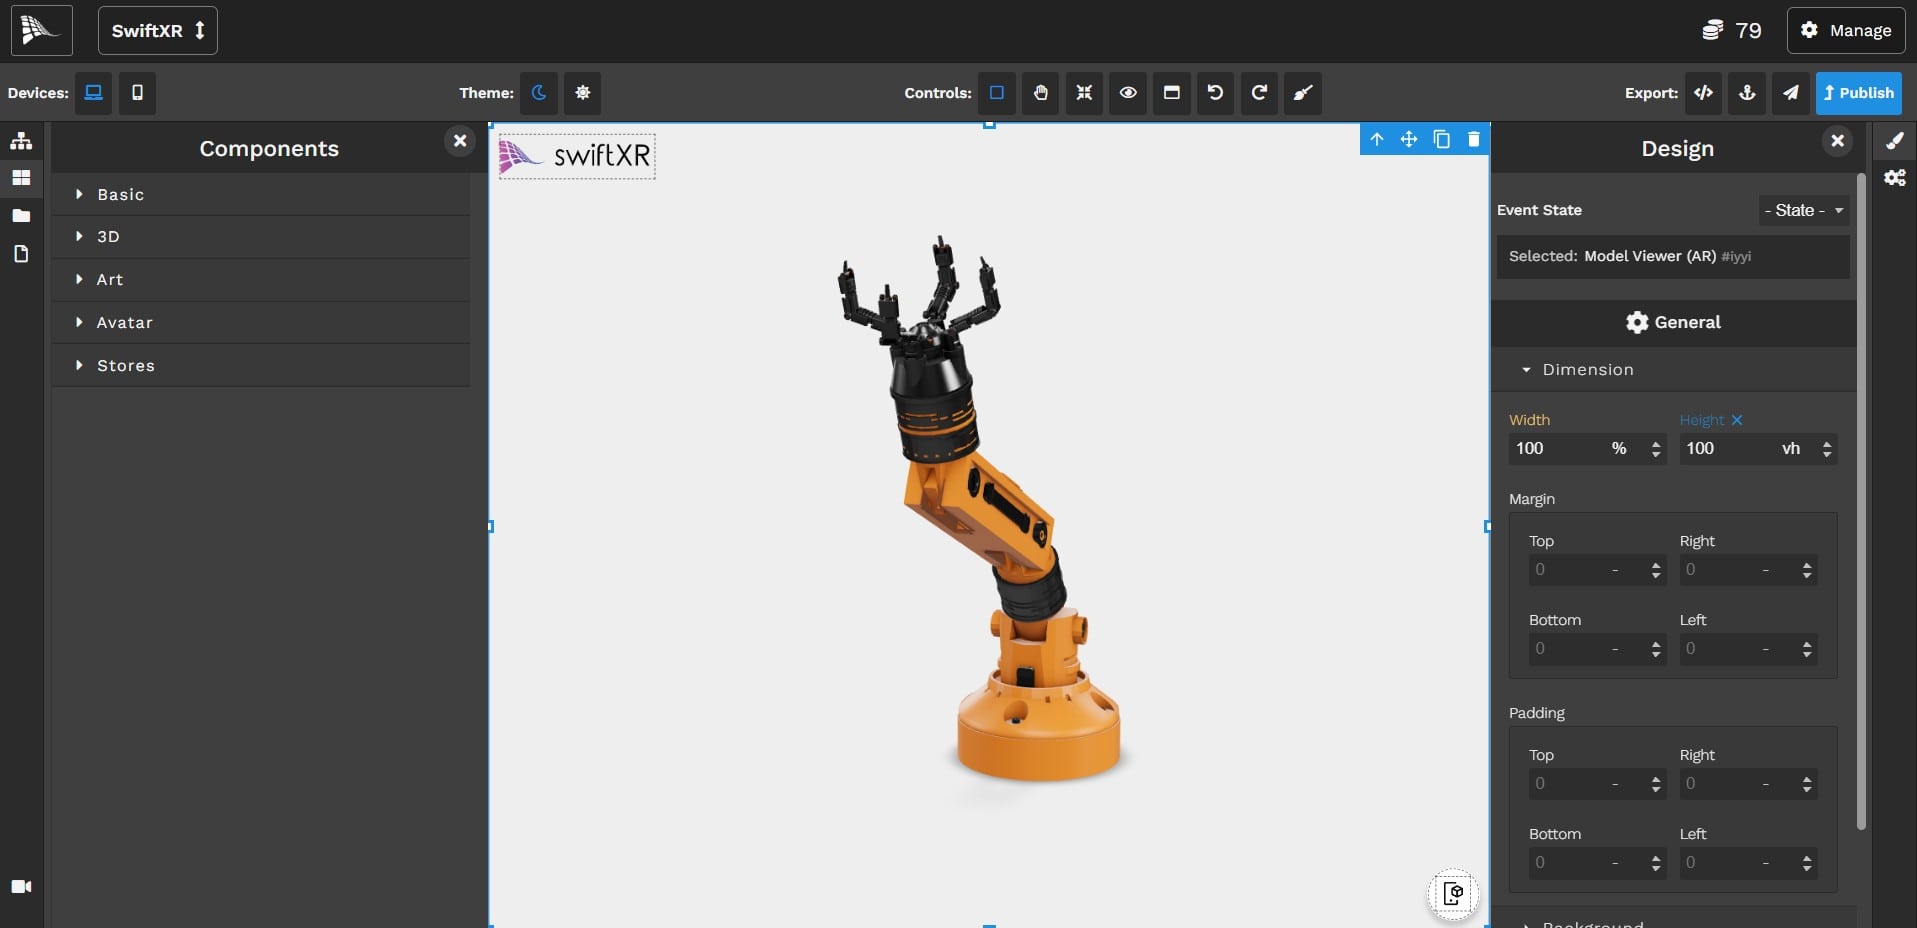 SwiftXR
79
Manage
Devices:
Theme:
Controls:
Export:
Publish
Components
Basic
3D
Art
Avatar
Stores
swiftXR
Design
Event State
- State -
Selected: Model Viewer (AR) #iyyi
General
Dimension
Width
Height
100 %
100 vh
Margin
Top
Right
0 -
0 -
Bottom
Left
0 -
0 -
Padding
Top
Right
0 -
0 -
Bottom
Left
0 -
0 -
Background